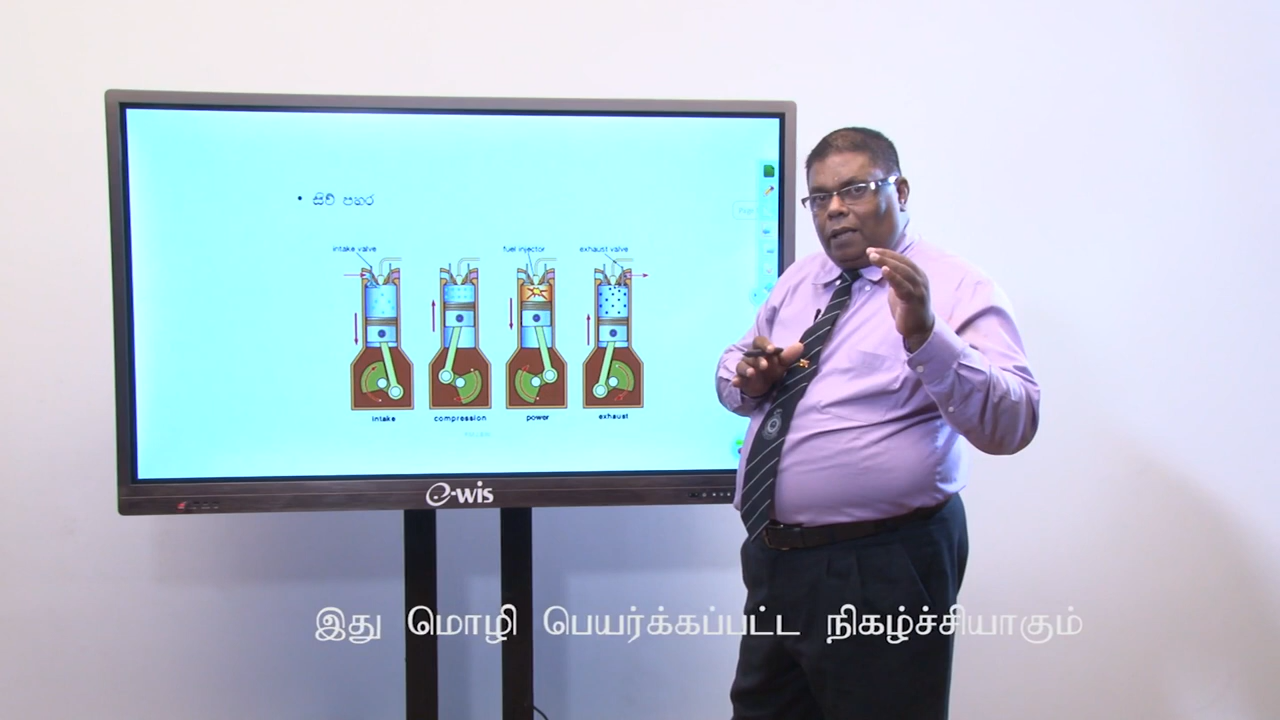 • සිව් පහර
intake valve
fuel injector
exhaust valve
intake
compression
power
exhaust
e-wis
இது மொழி பெயர்க்கப்பட்ட நிகழ்ச்சியாகும்